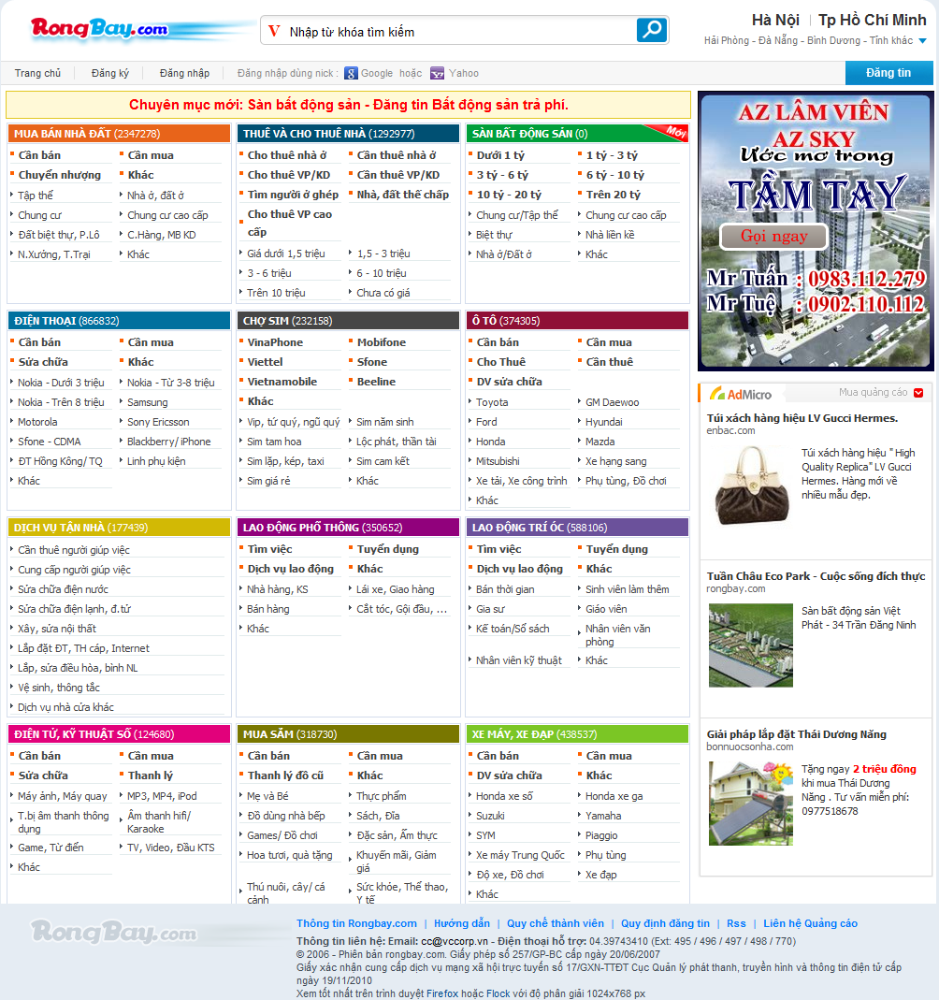 RongBay.com
V Nhập từ khóa tìm kiếm
Hà Nội | Tp Hồ Chí Minh
Hải Phòng - Đà Nẵng - Bình Dương - Tỉnh khác
Trang chủ Đăng ký Đăng nhập Đăng nhập dùng nick : Google hoặc Yahoo
Đăng tin
Chuyên mục mới: Sàn bất động sản - Đăng tin Bất động sản trả phí.
MUA BÁN NHÀ ĐẤT (2347278)
Cần bán Cần mua
Chuyển nhượng Khác
Tập thể Nhà ở, đất ở
Chung cư Chung cư cao cấp
Đất biệt thự, P.Lô C.Hàng, MB KD
N.Xưởng, T.Trại Khác
THUÊ VÀ CHO THUÊ NHÀ (1292977)
Cho thuê nhà ở Cần thuê nhà ở
Cho thuê VP/KD Cần thuê VP/KD
Tìm người ở ghép Nhà, đất thế chấp
Cho thuê VP cao
cấp
Giá dưới 1,5 triệu 1,5 - 3 triệu
3 - 6 triệu 6 - 10 triệu
Trên 10 triệu Chưa có giá
SÀN BẤT ĐỘNG SẢN (0) Mới
Dưới 1 tỷ 1 tỷ - 3 tỷ
3 tỷ - 6 tỷ 6 tỷ - 10 tỷ
10 tỷ - 20 tỷ Trên 20 tỷ
Chung cư/Tập thể Chung cư cao cấp
Biệt thự Nhà liền kề
Nhà ở/Đất ở Khác
AZ LÂM VIÊN
AZ SKY
Ước mơ trong
TẦM TAY
Gọi ngay
Mr Tuấn : 0983.112.279
Mr Tuệ : 0902.110.112
ĐIỆN THOẠI (866832)
Cần bán Cần mua
Sửa chữa Khác
Nokia - Dưới 3 triệu Nokia - Từ 3-8 triệu
Nokia - Trên 8 triệu Samsung
Motorola Sony Ericsson
Sfone - CDMA Blackberry/ iPhone
ĐT Hồng Kông/ TQ Linh phụ kiện
Khác
CHỢ SIM (232158)
VinaPhone Mobifone
Viettel Sfone
Vietnamobile Beeline
Khác
Vip, tứ quý, ngũ quý Sim năm sinh
Sim tam hoa Lộc phát, thần tài
Sim lặp, kép, taxi Sim cam kết
Sim giá rẻ Khác
Ô TÔ (374305)
Cần bán Cần mua
Cho Thuê Cần thuê
DV sửa chữa
Toyota GM Daewoo
Ford Hyundai
Honda Mazda
Mitsubishi Xe hạng sang
Xe tải, Xe công trình Phụ tùng, Đồ chơi
Khác
AdMicro Mua quảng cáo
Túi xách hàng hiệu LV Gucci Hermes.
enbac.com
Túi xách hàng hiệu " High
Quality Replica" LV Gucci
Hermes. Hàng mới về
nhiều mẫu đẹp.
Tuần Châu Eco Park - Cuộc sống đích thực
rongbay.com
Sàn bất động sản Việt
Phát - 34 Trần Đăng Ninh
Giải pháp lắp đặt Thái Dương Năng
bonnuocsonha.com
Tặng ngay 2 triệu đồng
khi mua Thái Dương
Năng . Tư vấn miễn phí:
0977518678
DỊCH VỤ TẬN NHÀ (177439)
Cần thuê người giúp việc
Cung cấp người giúp việc
Sửa chữa điện nước
Sửa chữa điện lạnh, đ.tử
Xây, sửa nội thất
Lắp đặt ĐT, TH cáp, Internet
Lắp, sửa điều hòa, bình NL
Vệ sinh, thông tắc
Dịch vụ nhà cửa khác
LAO ĐỘNG PHỔ THÔNG (350652)
Tìm việc Tuyển dụng
Dịch vụ lao động Khác
Nhà hàng, KS Lái xe, Giao hàng
Bán hàng Cắt tóc, Gội đầu, ...
Khác
LAO ĐỘNG TRÍ ÓC (588106)
Tìm việc Tuyển dụng
Dịch vụ lao động Khác
Bán thời gian Sinh viên làm thêm
Gia sư Giáo viên
Kế toán/Sổ sách Nhân viên văn
phòng
Nhân viên kỹ thuật Khác
ĐIỆN TỬ, KỸ THUẬT SỐ (124680)
Cần bán Cần mua
Sửa chữa Thanh lý
Máy ảnh, Máy quay MP3, MP4, iPod
T.bị âm thanh thông
dụng
Âm thanh hifi/
Karaoke
Game, Từ điển TV, Video, Đầu KTS
Khác
MUA SẮM (318730)
Cần bán Cần mua
Thanh lý đồ cũ Khác
Mẹ và Bé Thực phẩm
Đồ dùng nhà bếp Sách, Đĩa
Games/ Đồ chơi Đặc sản, Ẩm thực
Hoa tươi, quà tặng Khuyến mãi, Giảm
giá
Thú nuôi, cây/ cá
cảnh
Sức khỏe, Thể thao,
Y tế
XE MÁY, XE ĐẠP (438537)
Cần bán Cần mua
DV sửa chữa Khác
Honda xe số Honda xe ga
Suzuki Yamaha
SYM Piaggio
Xe máy Trung Quốc Phụ tùng
Độ xe, Đồ chơi Xe đạp
Khác
RongBay.com
Thông tin Rongbay.com | Hướng dẫn | Quy chế thành viên | Quy định đăng tin | Rss | Liên hệ Quảng cáo
Thông tin liên hệ: Email: cc@vccorp.vn - Điện thoại hỗ trợ: 04.39743410 (Ext: 495 / 496 / 497 / 498 / 770)
© 2006 - Phiên bản rongbay.com. Giấy phép số 257/GP-BC cấp ngày 20/06/2007
Giấy xác nhận cung cấp dịch vụ mạng xã hội trực tuyến số 17/GXN-TTĐT Cục Quản lý phát thanh, truyền hình và thông tin điện tử cấp
ngày 19/11/2010
Xem tốt nhất trên trình duyệt Firefox hoặc Flock với độ phân giải 1024x768 px